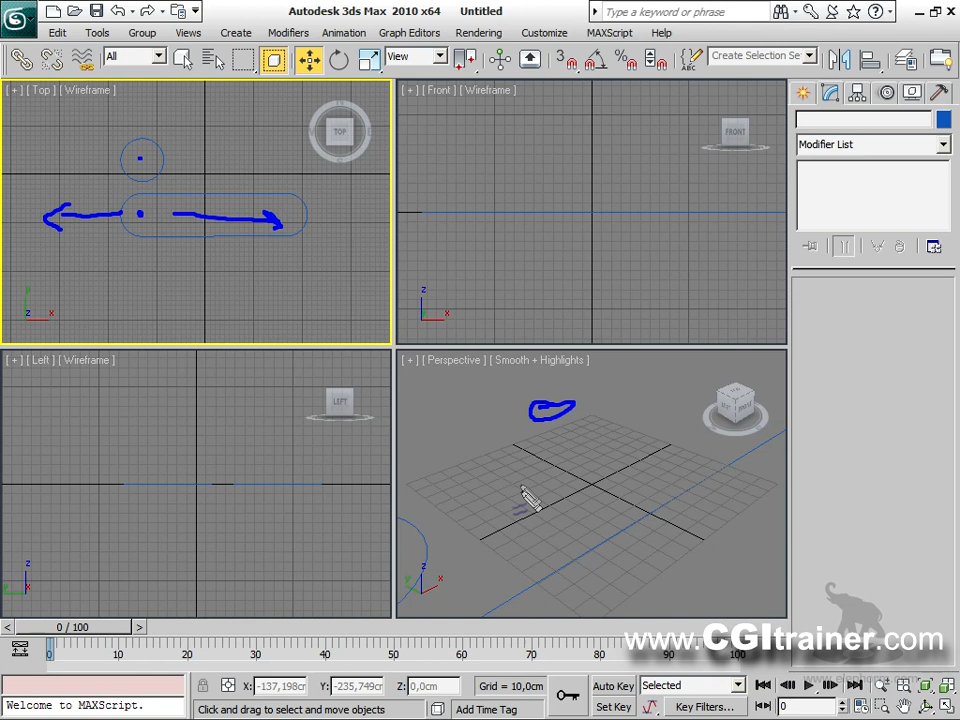 Autodesk 3ds Max 2010 x64 Untitled
Type a keyword or phrase
Edit Tools Group Views Create Modifiers Animation Graph Editors Rendering Customize MAXScript Help
All View 3 ABC Create Selection Se
[ + ] [ Top ] [ Wireframe ]
TOP
y
z x
[ + ] [ Front ] [ Wireframe ]
FRONT
z
x
Modifier List
[ + ] [ Left ] [ Wireframe ]
LEFT
z
y
[ + ] [ Perspective ] [ Smooth + Highlights ]
z
y x
< 0 / 100 >
0 10 20 30 40 50 60 70 80 90
www.CGItrainer.com
X: -137,198cm Y: -235,749cm Z: 0,0cm Grid = 10,0cm Auto Key Selected
Welcome to MAXScript. Click and drag to select and move objects Add Time Tag Set Key Key Filters... 0